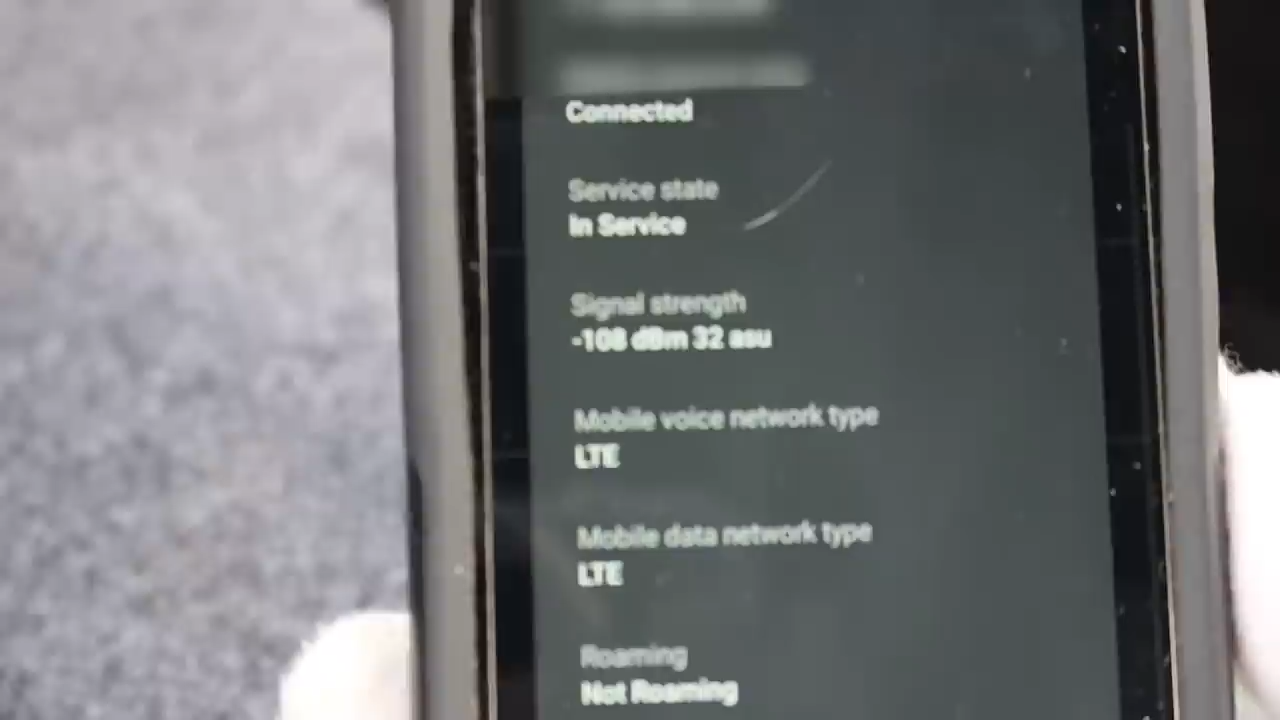 Connected
Service state
In Service
Signal strength
-108 dBm 32 asu
Mobile voice network type
LTE
Mobile data network type
LTE
Roaming
Not Roaming